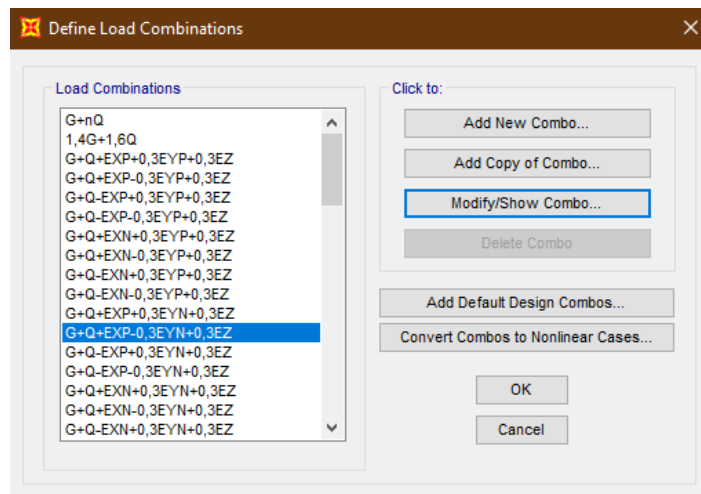 Define Load Combinations
Load Combinations
G+nQ
1,4G+1,6Q
G+Q+EXP+0,3EYP+0,3EZ
G+Q+EXP-0,3EYP+0,3EZ
G+Q-EXP+0,3EYP+0,3EZ
G+Q-EXP-0,3EYP+0,3EZ
G+Q+EXN+0,3EYP+0,3EZ
G+Q+EXN-0,3EYP+0,3EZ
G+Q-EXN+0,3EYP+0,3EZ
G+Q-EXN-0,3EYP+0,3EZ
G+Q+EXP+0,3EYN+0,3EZ
G+Q+EXP-0,3EYN+0,3EZ
G+Q-EXP+0,3EYN+0,3EZ
G+Q-EXP-0,3EYN+0,3EZ
G+Q+EXN+0,3EYN+0,3EZ
G+Q+EXN-0,3EYN+0,3EZ
G+Q-EXN+0,3EYN+0,3EZ
Click to:
Add New Combo...
Add Copy of Combo...
Modify/Show Combo...
Delete Combo
Add Default Design Combos...
Convert Combos to Nonlinear Cases...
OK
Cancel